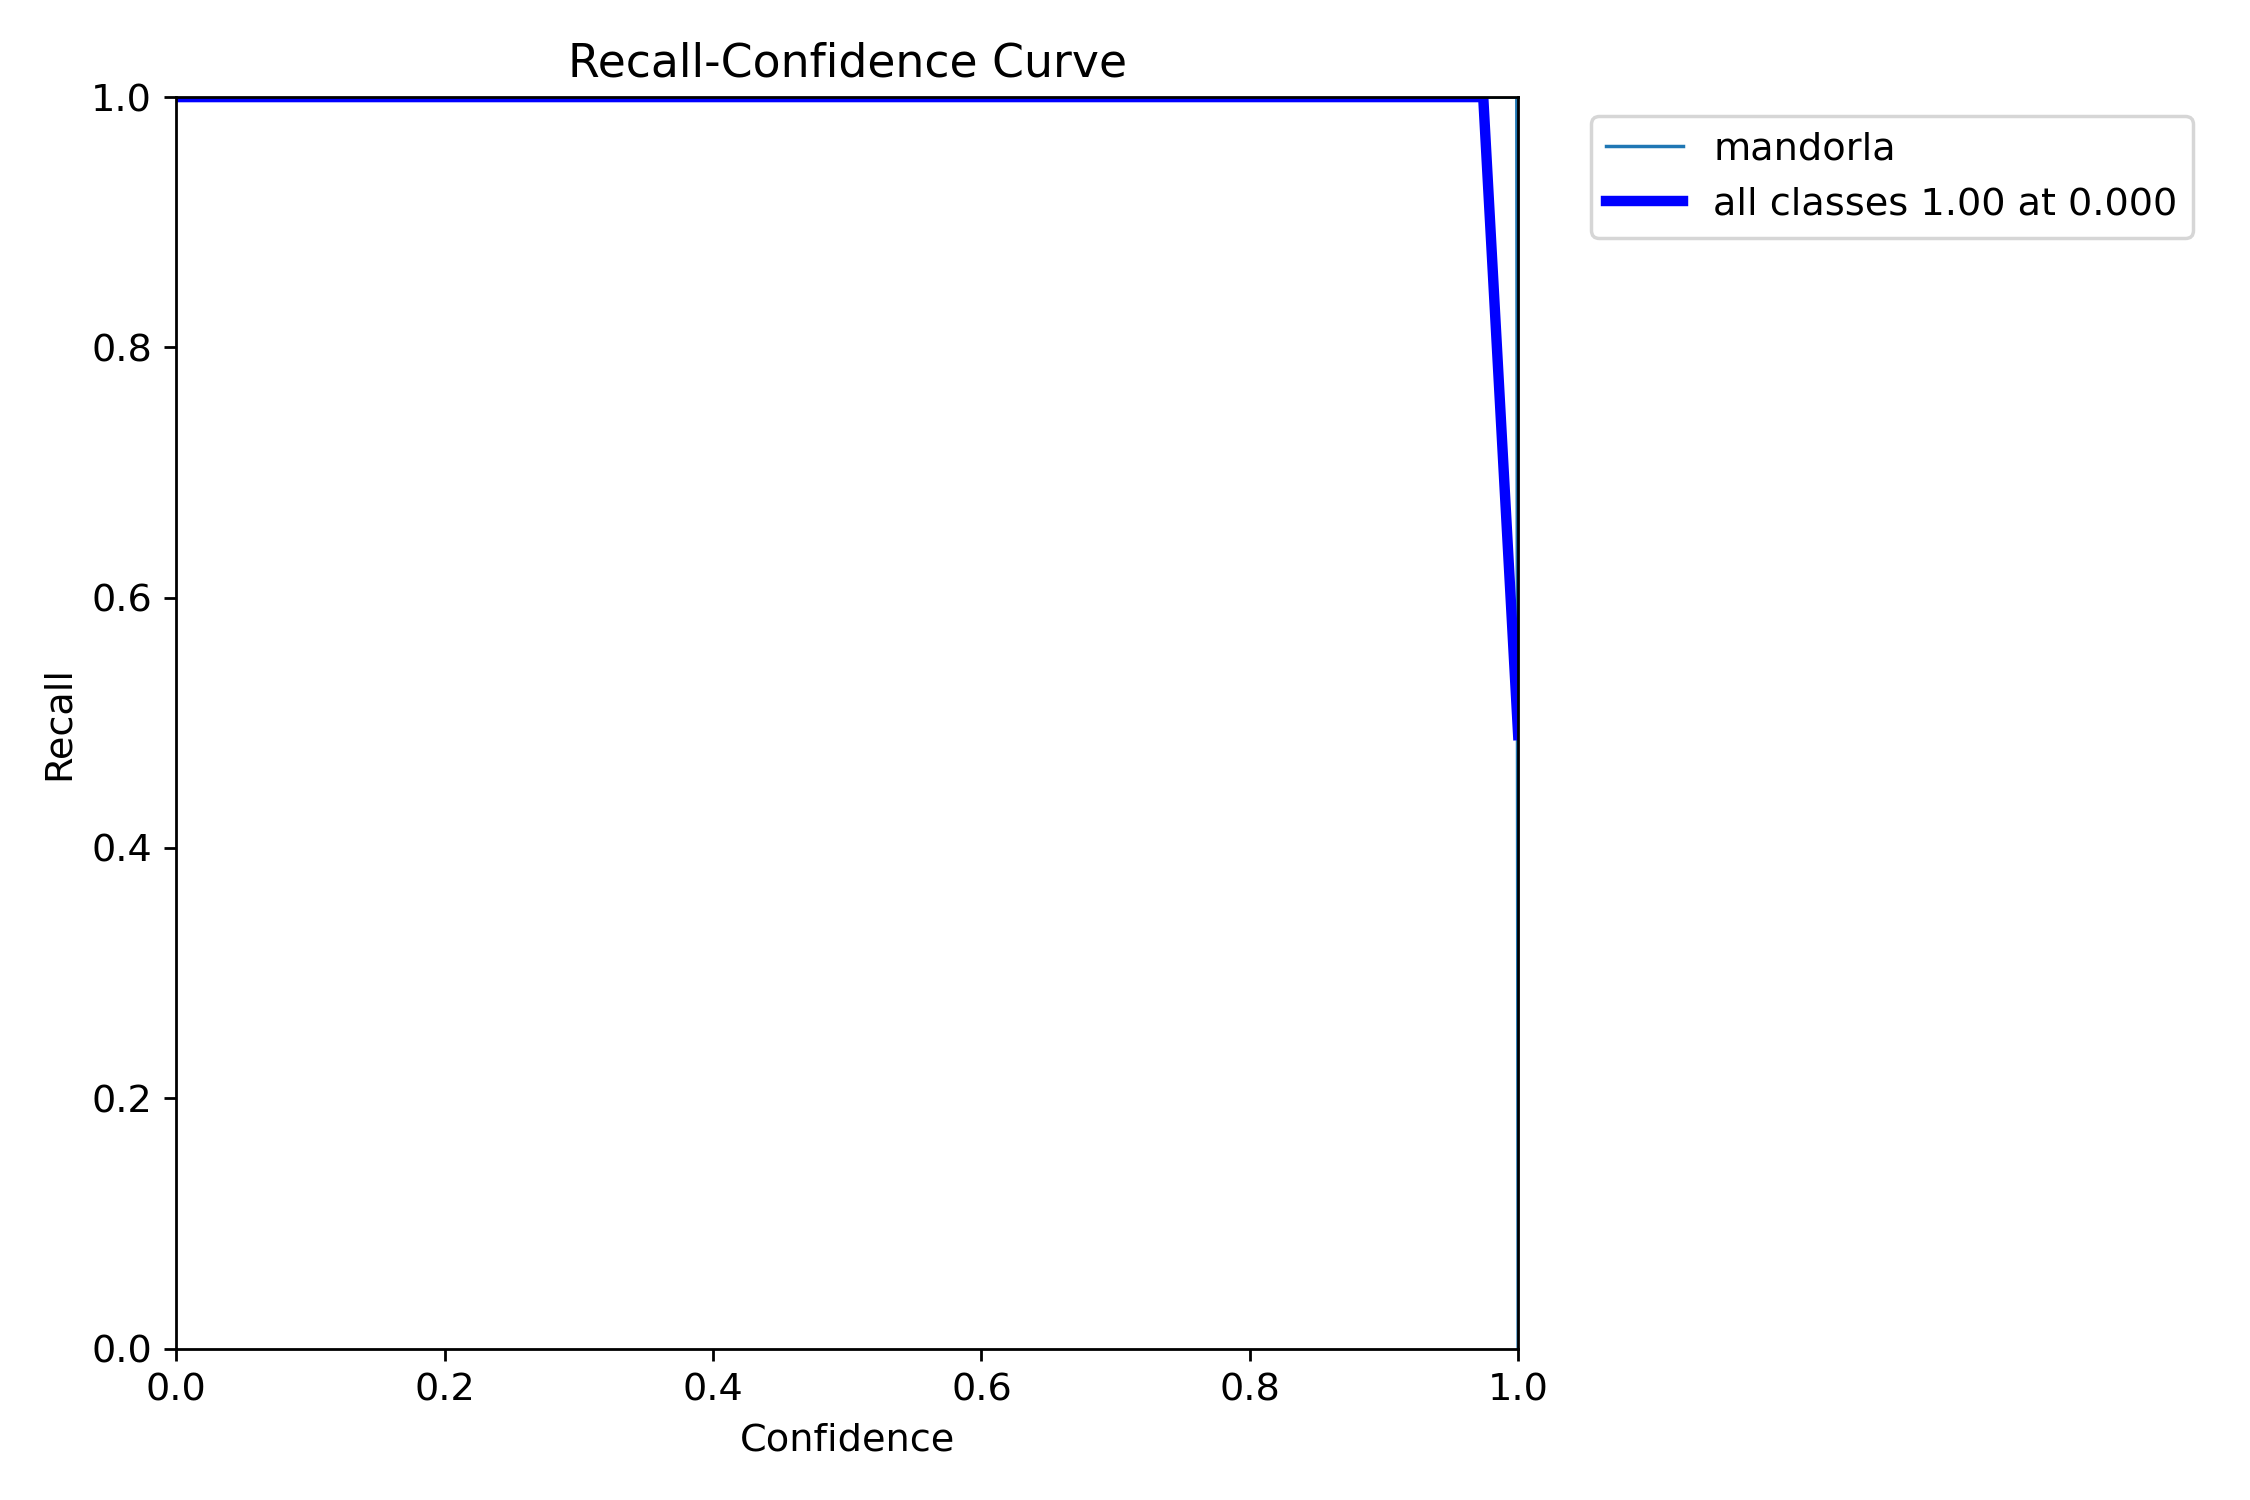 Recall-Confidence Curve
1.0
0.8
0.6
0.4
0.2
0.0
Recall
0.0 0.2 0.4 0.6 0.8 1.0
Confidence
mandorla
all classes 1.00 at 0.000